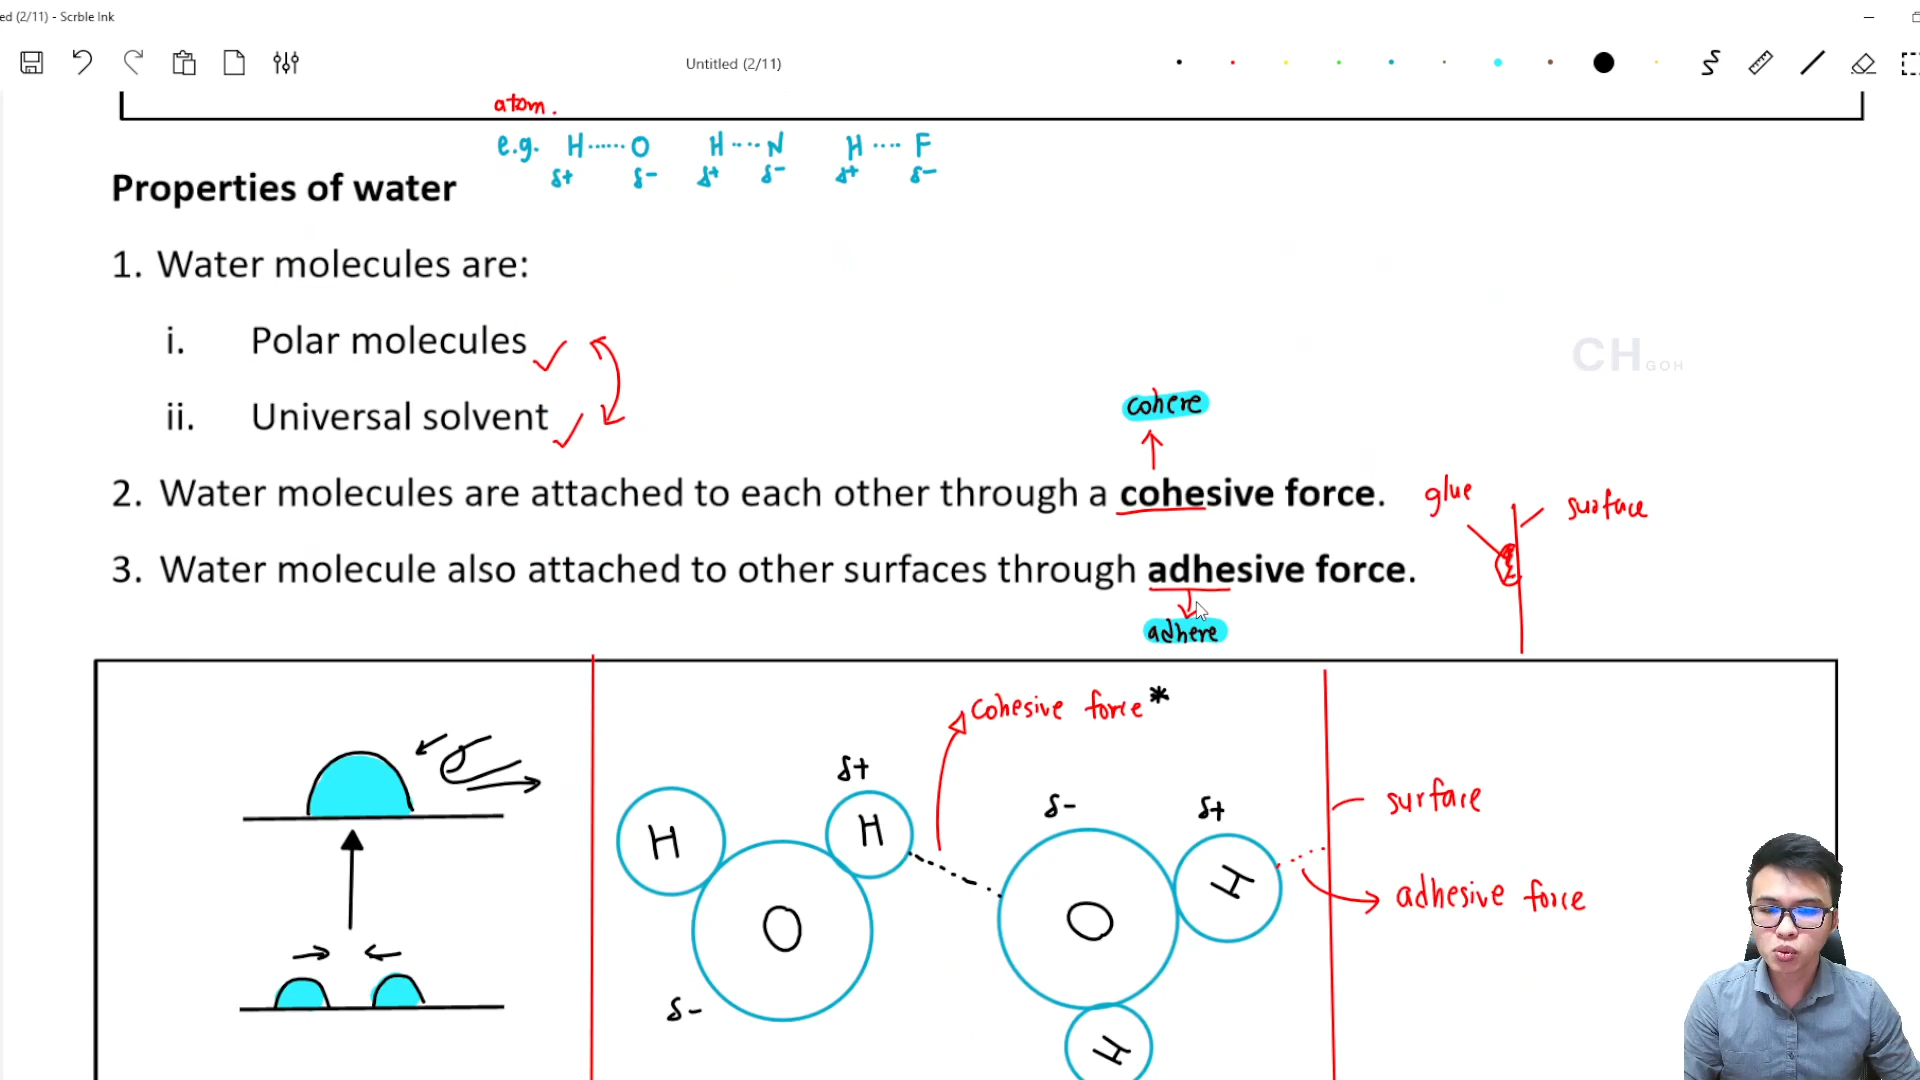 ed (2/11) - Scrble Ink
Untitled (2/11)
atom.
e.g. H......O H....N H....F
δ+ δ- δ+ δ- δ+ δ-
Properties of water
1. Water molecules are:
i. Polar molecules
CH GOH
ii. Universal solvent
cohere
2. Water molecules are attached to each other through a cohesive force.
glue
surface
3. Water molecule also attached to other surfaces through adhesive force.
adhere
cohesive force*
δ+
δ-
δ+
surface
H
H
H
adhesive force
O
O
δ-
H